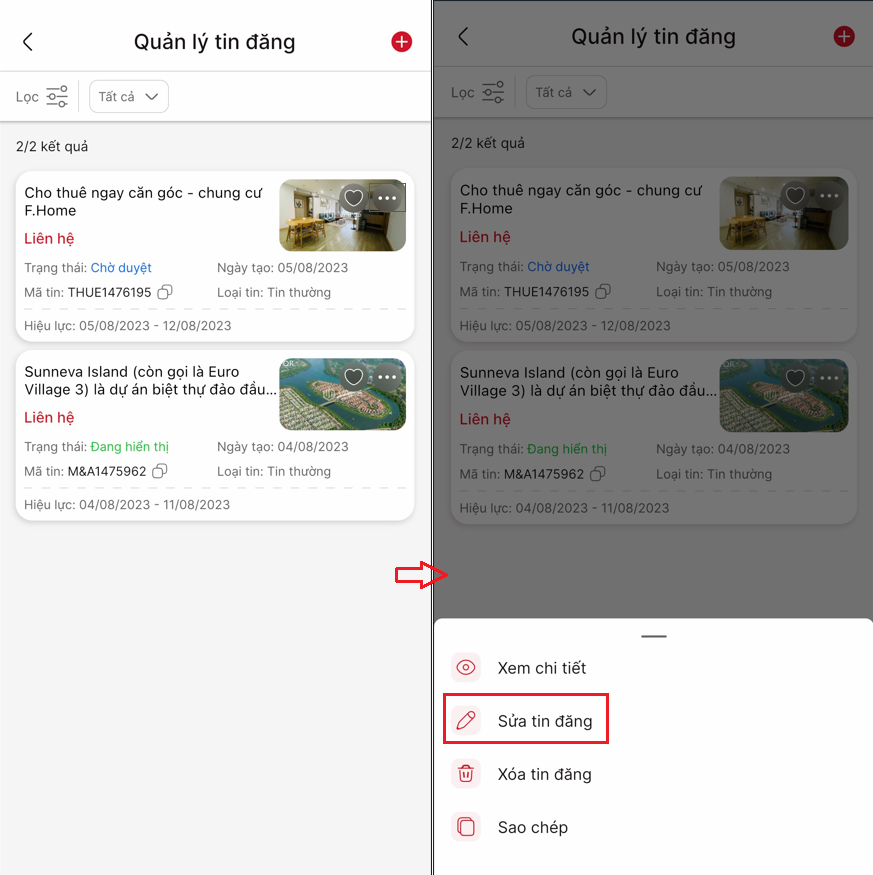 Quản lý tin đăng
Lọc
Tất cả
2/2 kết quả
Cho thuê ngay căn góc - chung cư
F.Home
Liên hệ
Trạng thái: Chờ duyệt
Ngày tạo: 05/08/2023
Mã tin: THUE1476195
Loại tin: Tin thường
Hiệu lực: 05/08/2023 - 12/08/2023
Sunneva Island (còn gọi là Euro
Village 3) là dự án biệt thự đảo đầu...
Liên hệ
Trạng thái: Đang hiển thị
Ngày tạo: 04/08/2023
Mã tin: M&A1475962
Loại tin: Tin thường
Hiệu lực: 04/08/2023 - 11/08/2023
Quản lý tin đăng
Lọc
Tất cả
2/2 kết quả
Cho thuê ngay căn góc - chung cư
F.Home
Liên hệ
Trạng thái: Chờ duyệt
Ngày tạo: 05/08/2023
Mã tin: THUE1476195
Loại tin: Tin thường
Hiệu lực: 05/08/2023 - 12/08/2023
Sunneva Island (còn gọi là Euro
Village 3) là dự án biệt thự đảo đầu...
Liên hệ
Trạng thái: Đang hiển thị
Ngày tạo: 04/08/2023
Mã tin: M&A1475962
Loại tin: Tin thường
Hiệu lực: 04/08/2023 - 11/08/2023
Xem chi tiết
Sửa tin đăng
Xóa tin đăng
Sao chép